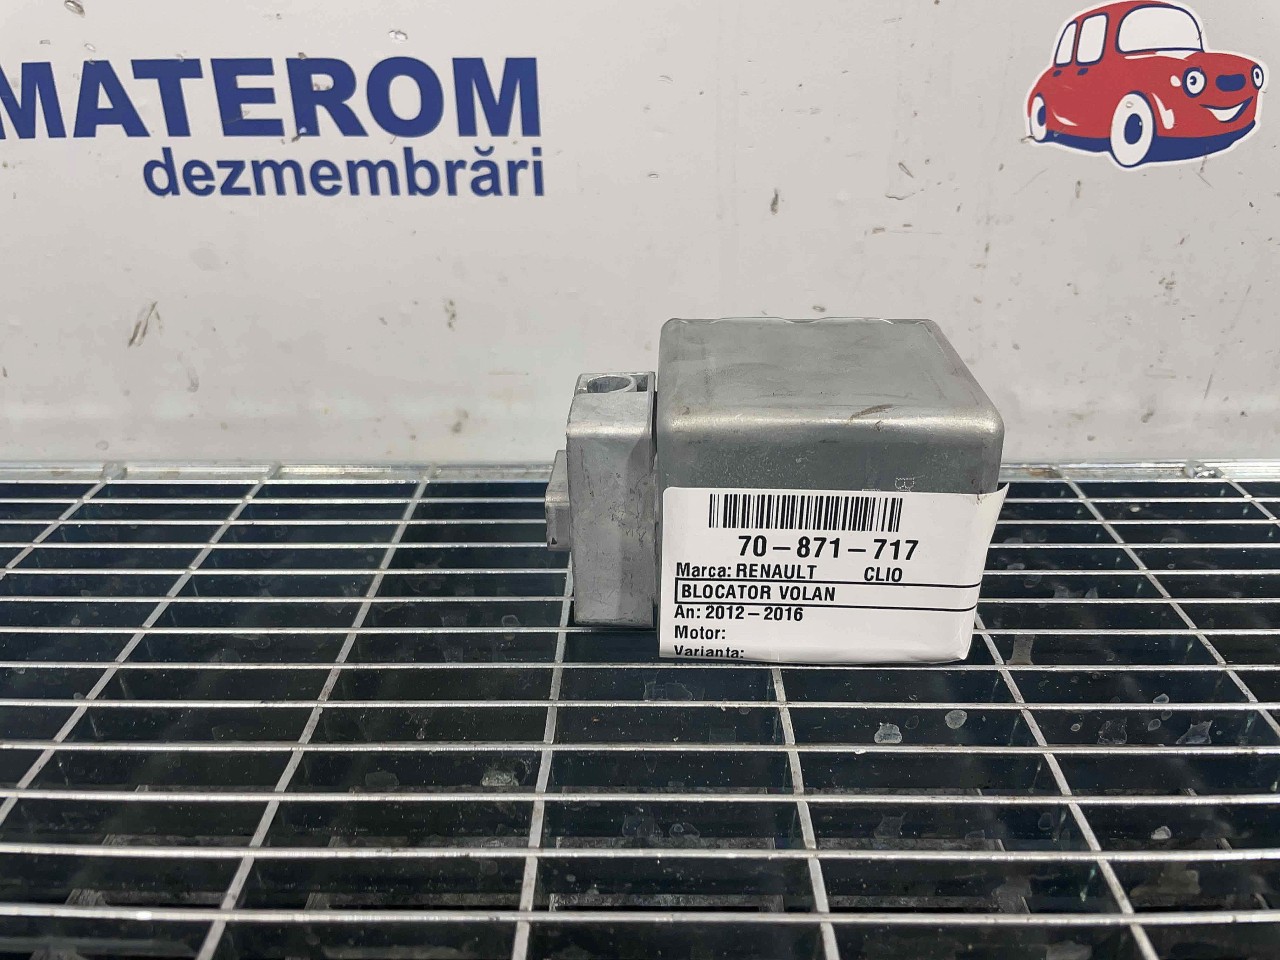 MATEROM
dezmembrări
70-871-717
Marca: RENAULT CLIO
BLOCATOR VOLAN
An: 2012-2016
Motor:
Varianta: